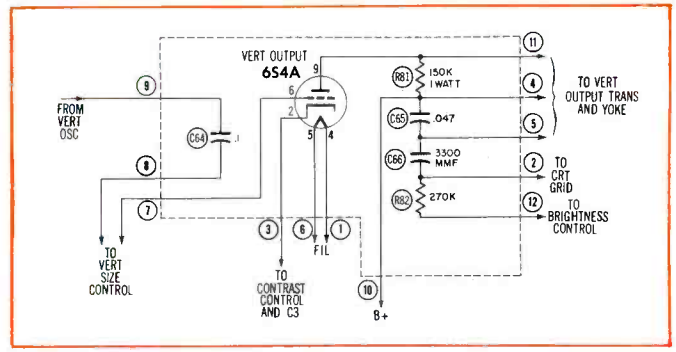 VERT OUTPUT
6S4A
9
6
2
5
4
9
FROM
VERT
OSC
C64
.1
8
7
TO
VERT
SIZE
CONTROL
3
6
1
FIL
TO
CONTRAST
CONTROL
AND C3
R81
150K
1 WATT
C65
.047
C66
3300
MMF
R82
270K
10
B+
11
4
5
TO VERT
OUTPUT TRANS
AND YOKE
2
TO
CRT
GRID
12
TO
BRIGHTNESS
CONTROL